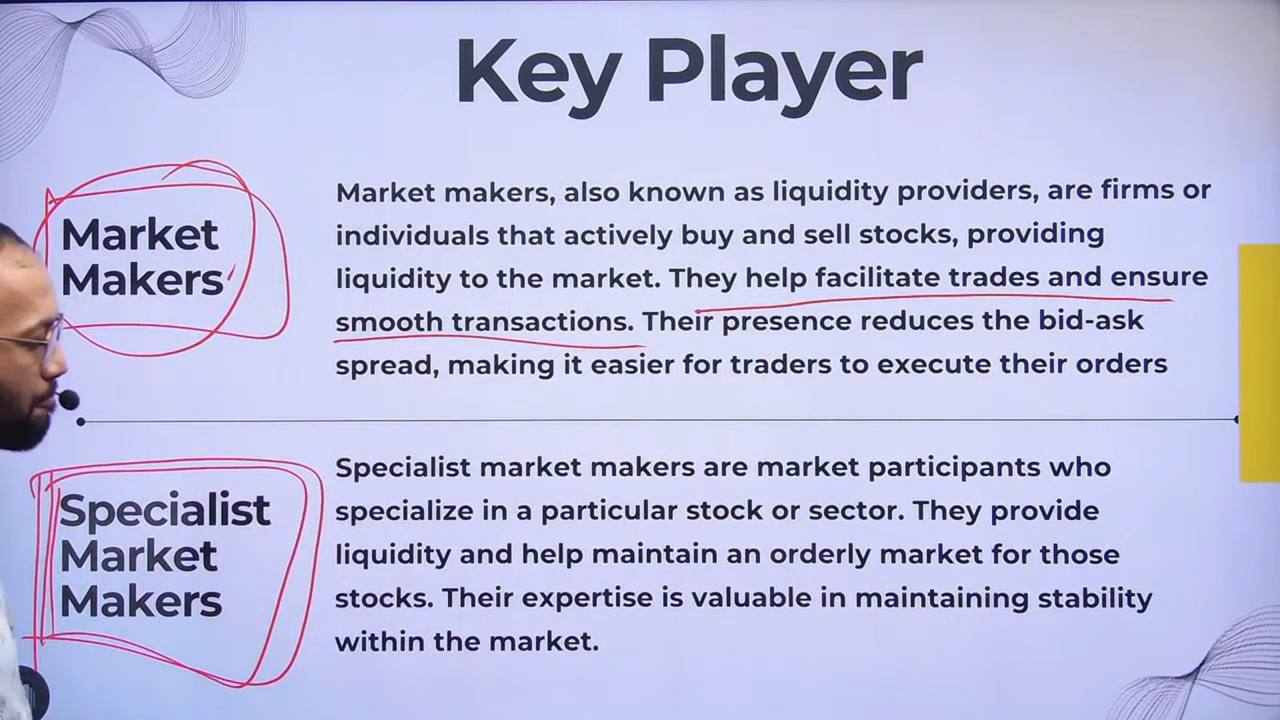 Key Player
Market
Makers
Market makers, also known as liquidity providers, are firms or
individuals that actively buy and sell stocks, providing
liquidity to the market. They help facilitate trades and ensure
smooth transactions. Their presence reduces the bid-ask
spread, making it easier for traders to execute their orders
Specialist
Market
Makers
Specialist market makers are market participants who
specialize in a particular stock or sector. They provide
liquidity and help maintain an orderly market for those
stocks. Their expertise is valuable in maintaining stability
within the market.